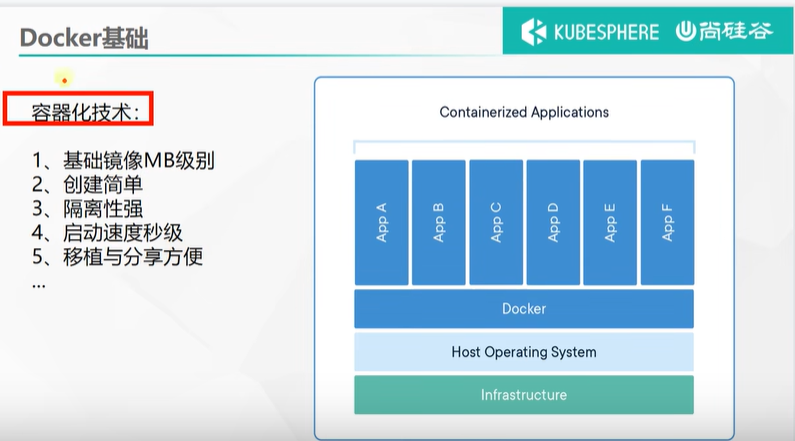 Docker基础
KUBESPHERE 尚硅谷
容器化技术：
1、基础镜像MB级别
2、创建简单
3、隔离性强
4、启动速度秒级
5、移植与分享方便
...
Containerized Applications
App A
App B
App C
App D
App E
App F
Docker
Host Operating System
Infrastructure